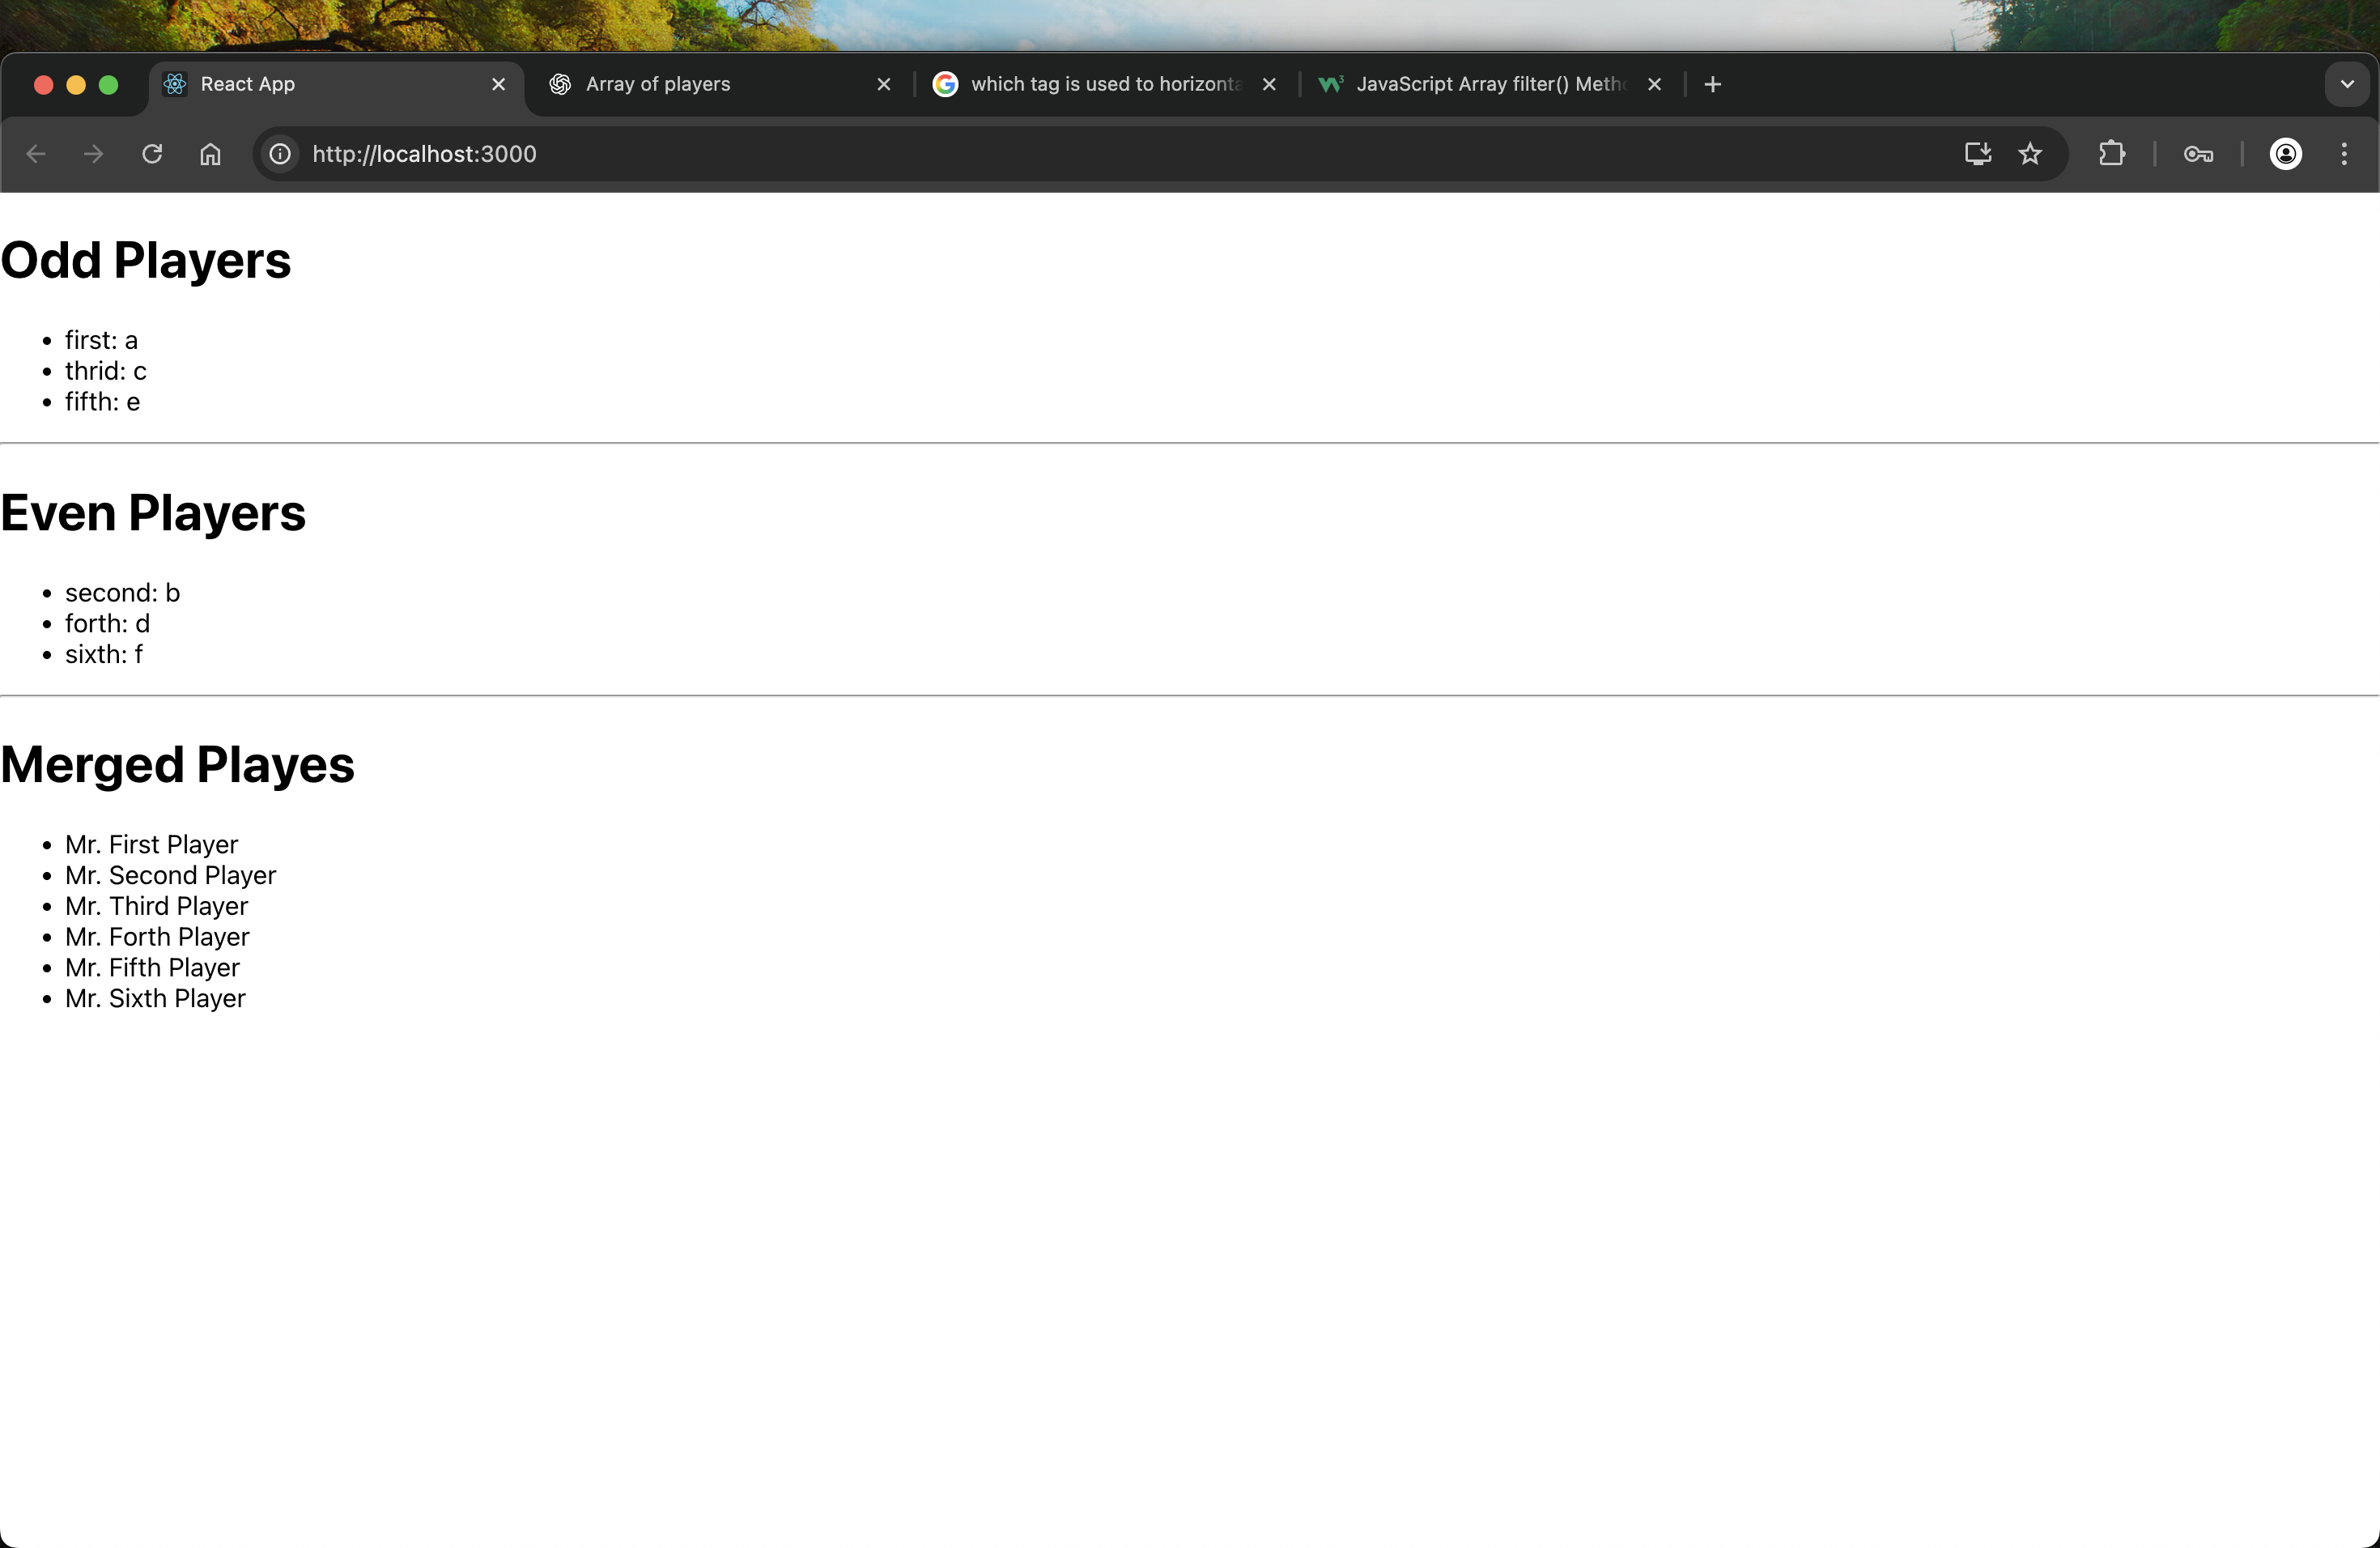 React App
Array of players
which tag is used to horizonta
JavaScript Array filter() Meth
http://localhost:3000
Odd Players
first: a
thrid: c
fifth: e
Even Players
second: b
forth: d
sixth: f
Merged Playes
Mr. First Player
Mr. Second Player
Mr. Third Player
Mr. Forth Player
Mr. Fifth Player
Mr. Sixth Player